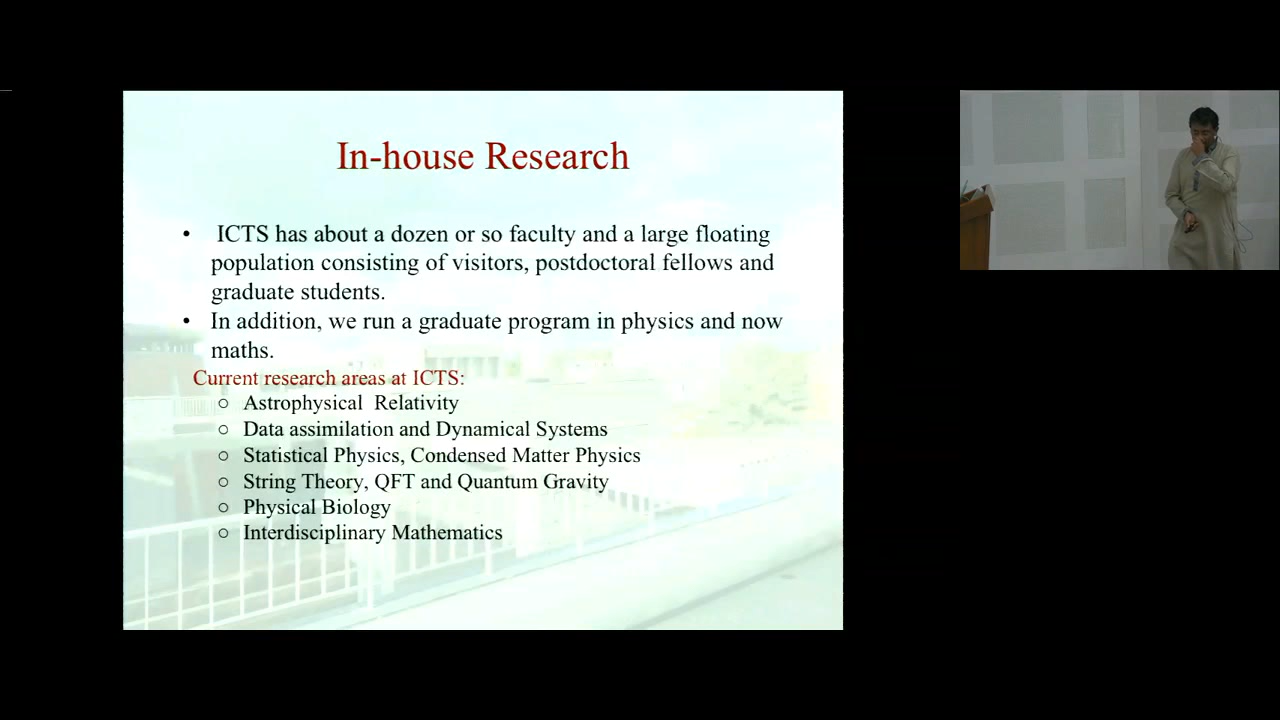 In-house Research
• ICTS has about a dozen or so faculty and a large floating
population consisting of visitors, postdoctoral fellows and
graduate students.
• In addition, we run a graduate program in physics and now
maths.
Current research areas at ICTS:
○ Astrophysical Relativity
○ Data assimilation and Dynamical Systems
○ Statistical Physics, Condensed Matter Physics
○ String Theory, QFT and Quantum Gravity
○ Physical Biology
○ Interdisciplinary Mathematics